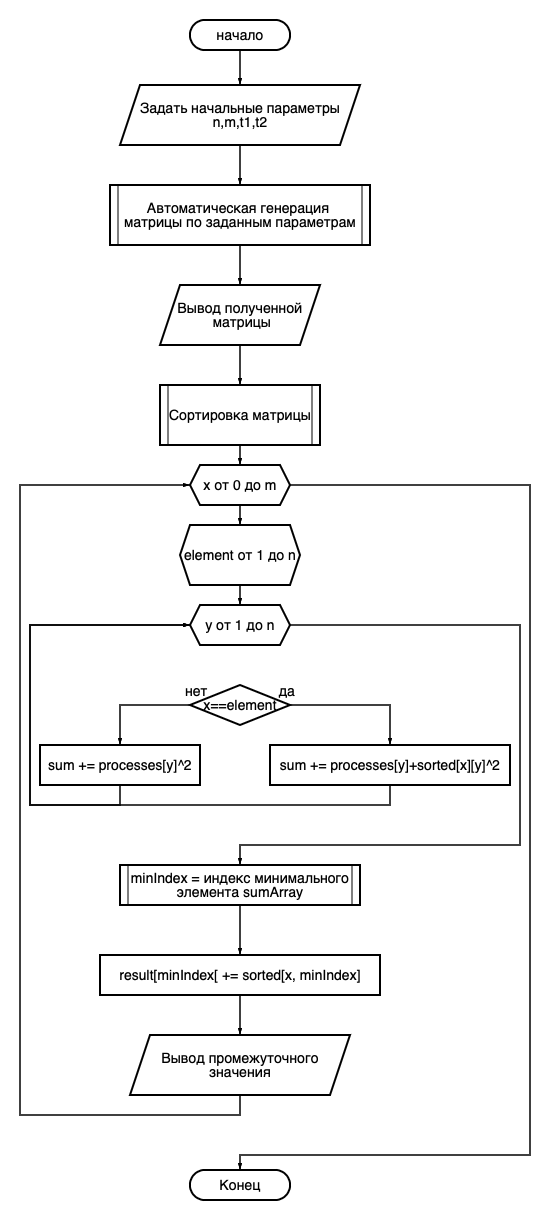 начало
Задать начальные параметры
n,m,t1,t2
Автоматическая генерация
матрицы по заданным параметрам
Вывод полученной
матрицы
Сортировка матрицы
x от 0 до m
element от 1 до n
y от 1 до n
нет
да
x==element
sum += processes[y]^2
sum += processes[y]+sorted[x][y]^2
minIndex = индекс минимального
элемента sumArray
result[minIndex[ += sorted[x, minIndex]
Вывод промежуточного
значения
Конец